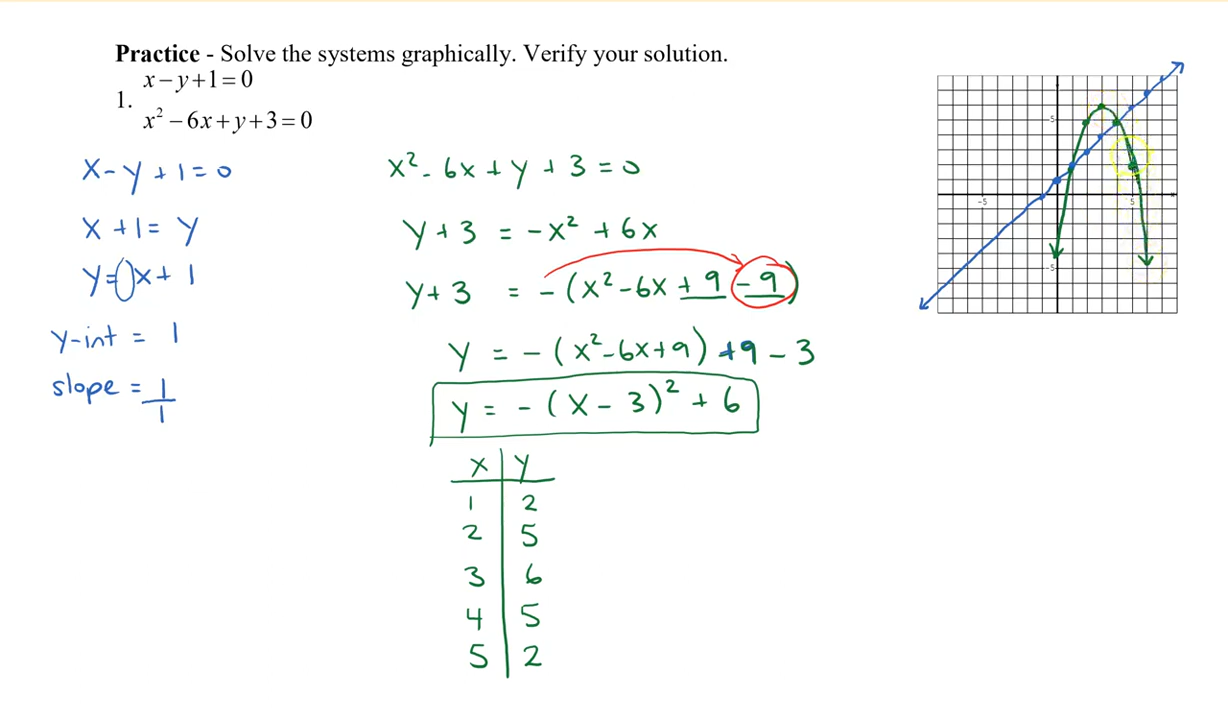 Practice - Solve the systems graphically. Verify your solution.
x − y + 1 = 0
1.
x² − 6x + y + 3 = 0
x - y + 1 = 0
x + 1 = y
y = ( )x + 1
y-int = 1
slope = 1/1
x² - 6x + y + 3 = 0
y + 3 = -x² + 6x
y + 3 = -(x² - 6x + 9 - 9)
y = -(x² - 6x + 9) + 9 - 3
y = -(x - 3)² + 6
x | y
1 | 2
2 | 5
3 | 6
4 | 5
5 | 2
5
-5
5
-5
x